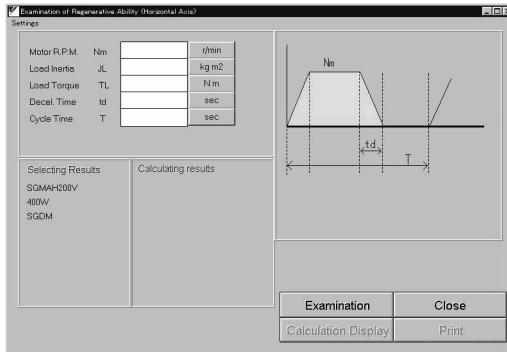 Examination of Regenerative Ability (Horizontal Axis)
Settings
Motor R.P.M. Nm r/min
Load Inertia JL kg m2
Load Torque TL N m
Decel. Time td sec
Cycle Time T sec
Nm
td
T
Selecting Results
SGMAH200V
400W
SGDM
Calculating results
Examination Close
Calculation Display Print